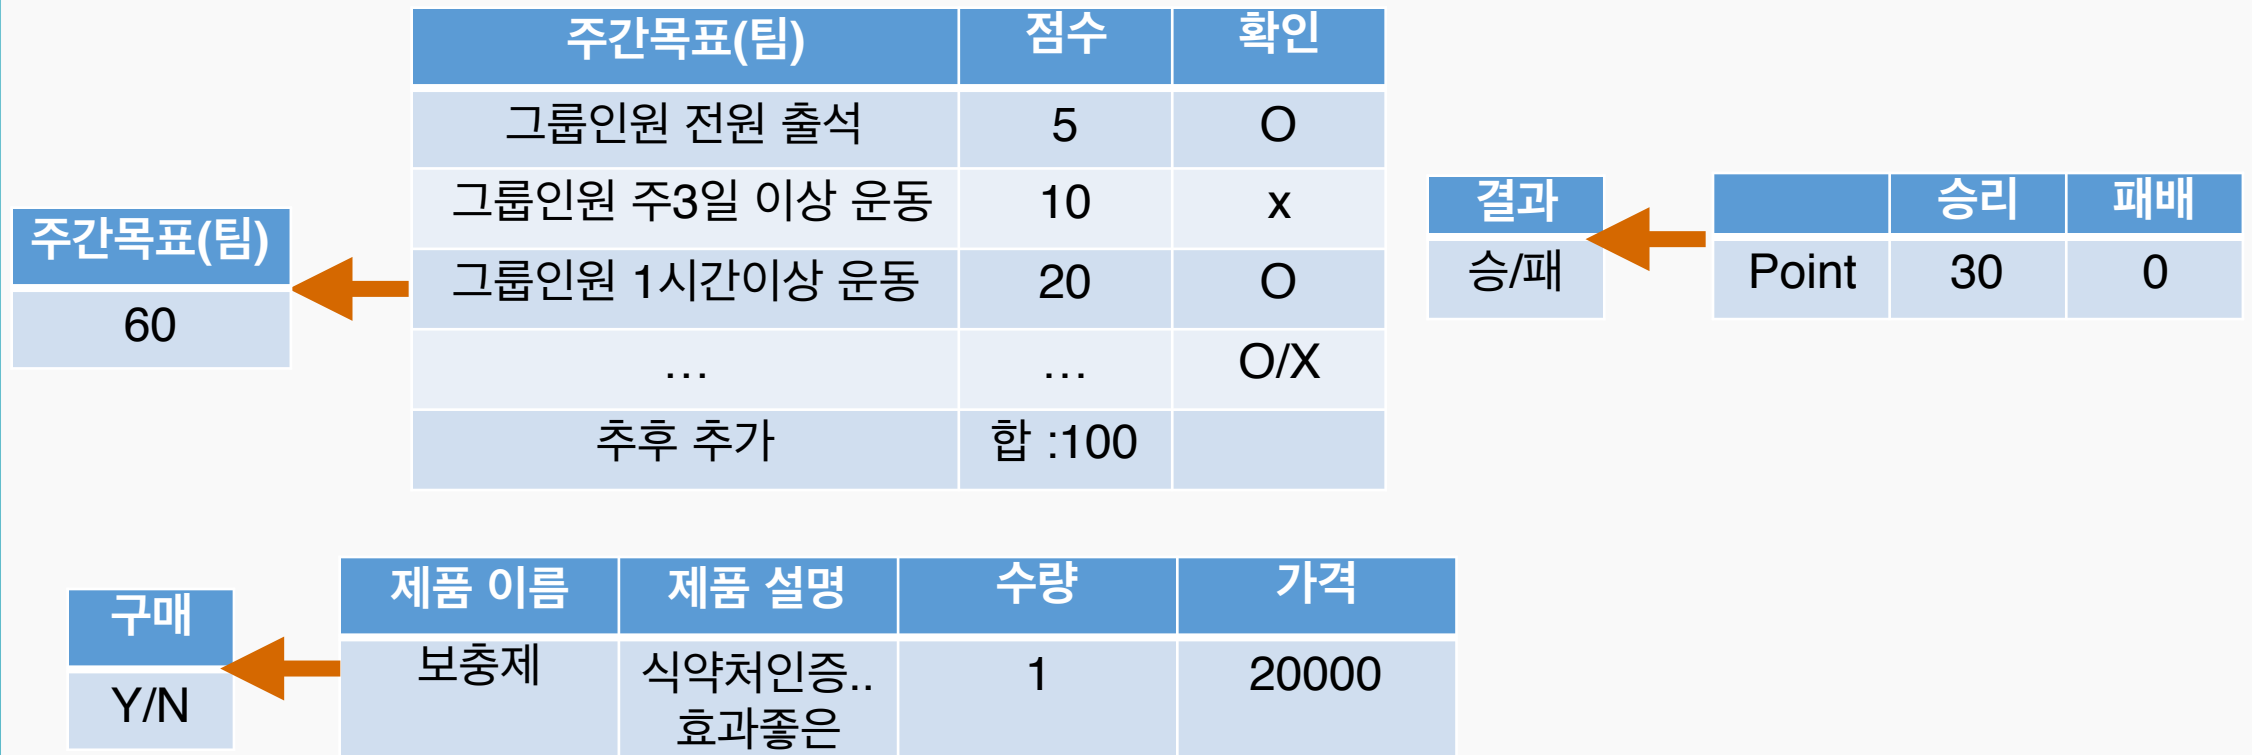 주간목표(팀) 점수 확인
그룹인원 전원 출석 5 O
그룹인원 주3일 이상 운동 10 x
그룹인원 1시간이상 운동 20 O
… … O/X
추후 추가 합 :100
주간목표(팀)
60
결과
승/패
승리 패배
Point 30 0
구매
Y/N
제품 이름 제품 설명 수량 가격
보충제 식약처인증.. 1 20000
효과좋은